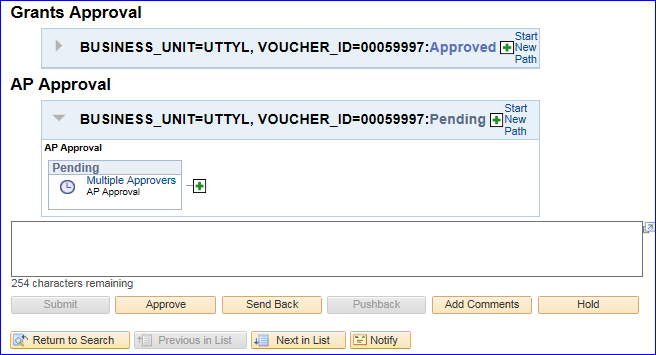 Grants Approval
BUSINESS_UNIT=UTTYL, VOUCHER_ID=00059997:Approved
Start
New
Path
AP Approval
BUSINESS_UNIT=UTTYL, VOUCHER_ID=00059997:Pending
Start
New
Path
AP Approval
Pending
Multiple Approvers
AP Approval
254 characters remaining
Submit Approve Send Back Pushback Add Comments Hold
Return to Search Previous in List Next in List Notify